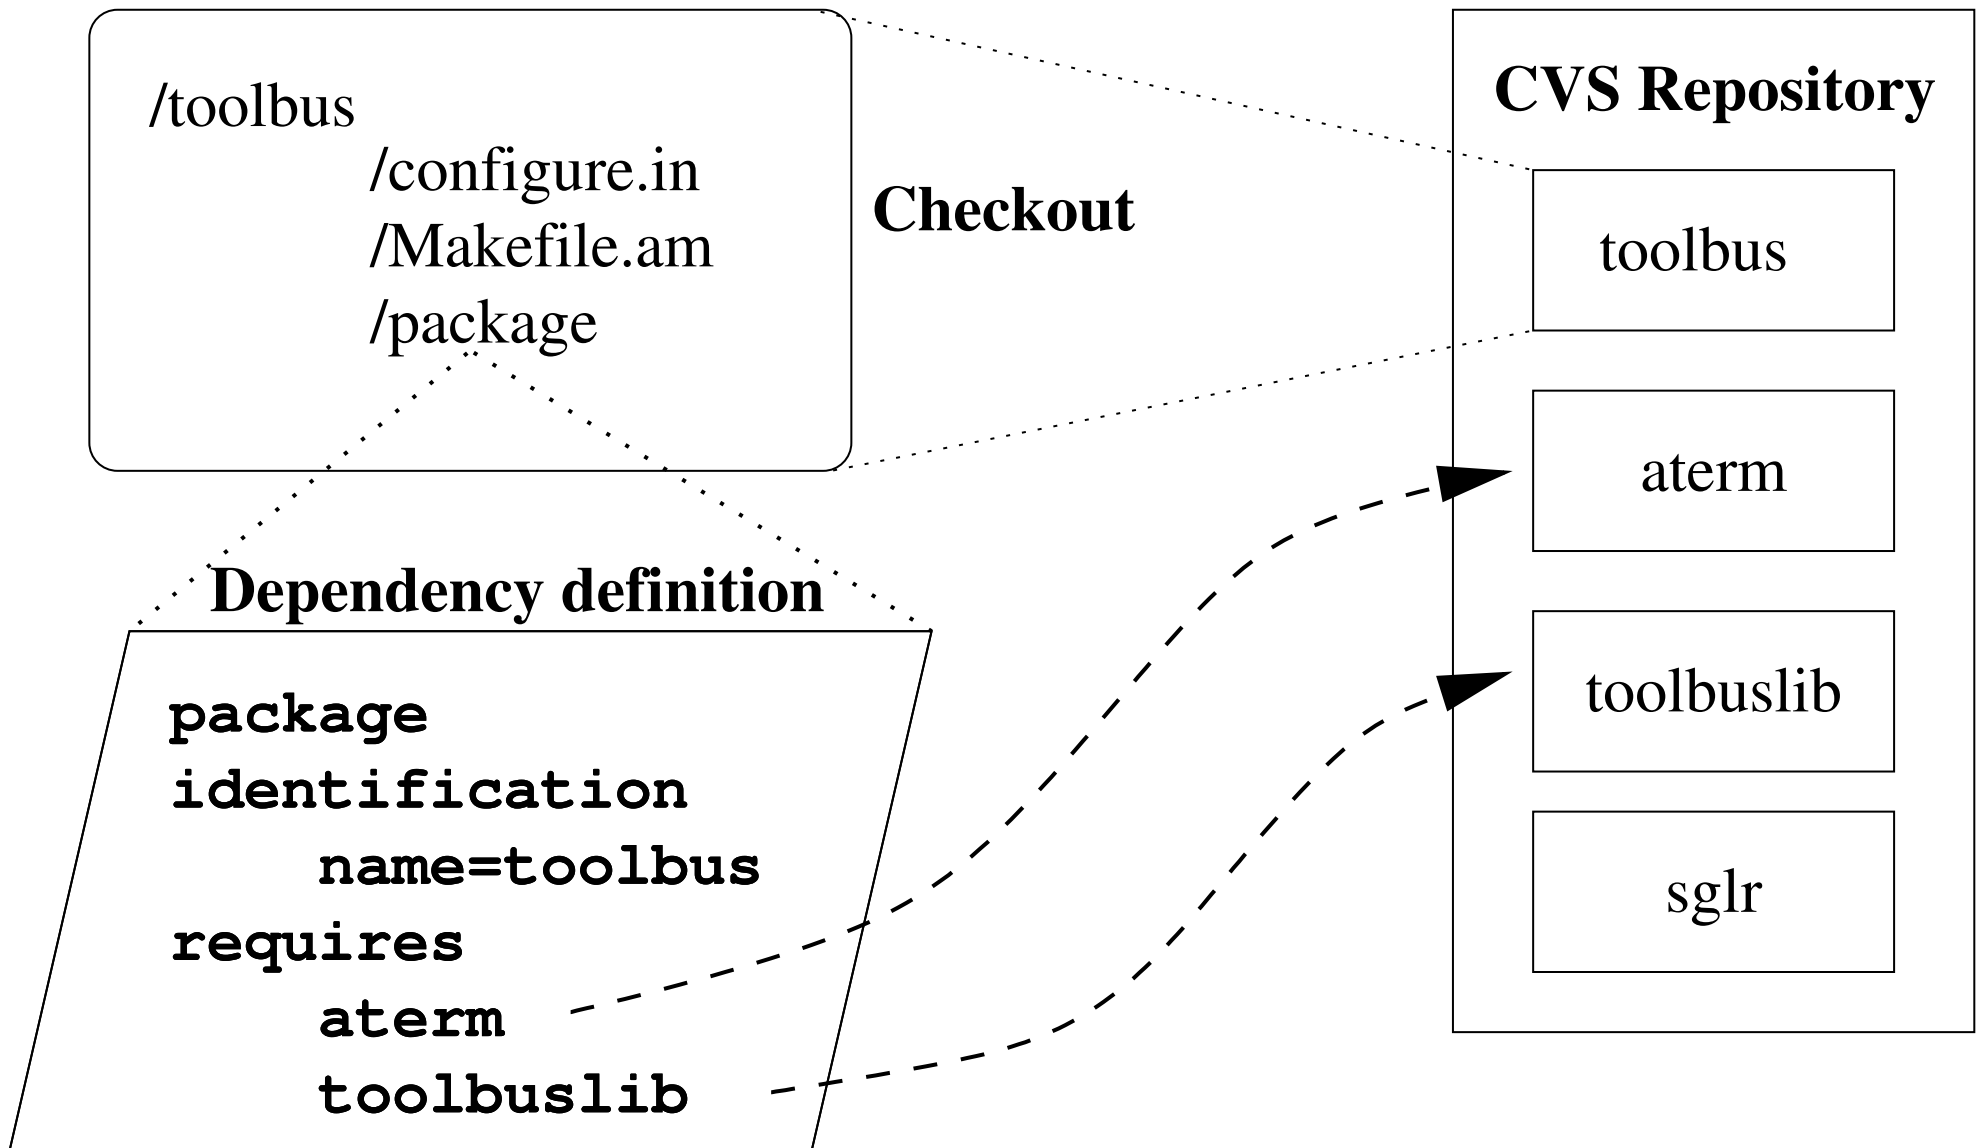 /toolbus
/configure.in
/Makefile.am
/package
Checkout
Dependency definition
package
identification
name=toolbus
requires
aterm
toolbuslib
CVS Repository
toolbus
aterm
toolbuslib
sglr